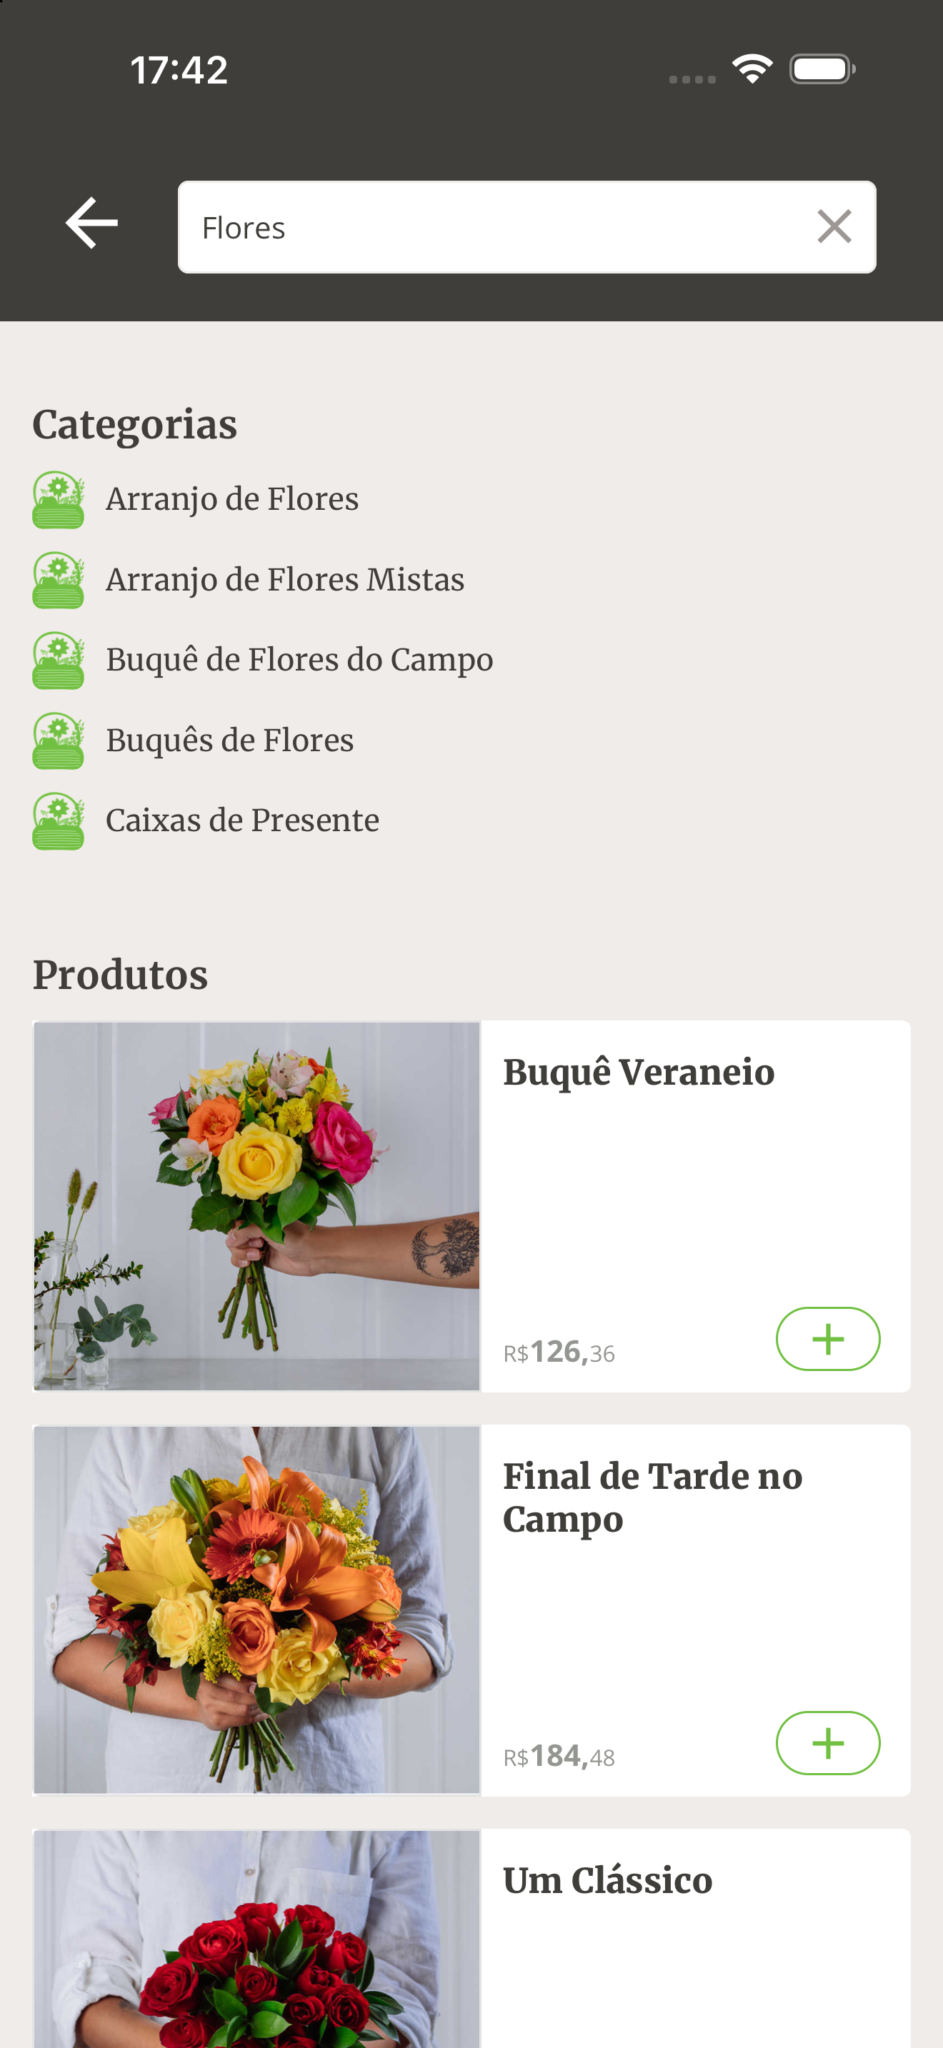 17:42
Flores
Categorias
Arranjo de Flores
Arranjo de Flores Mistas
Buquê de Flores do Campo
Buquês de Flores
Caixas de Presente
Produtos
Buquê Veraneio
R$126,36
Final de Tarde no
Campo
R$184,48
Um Clássico